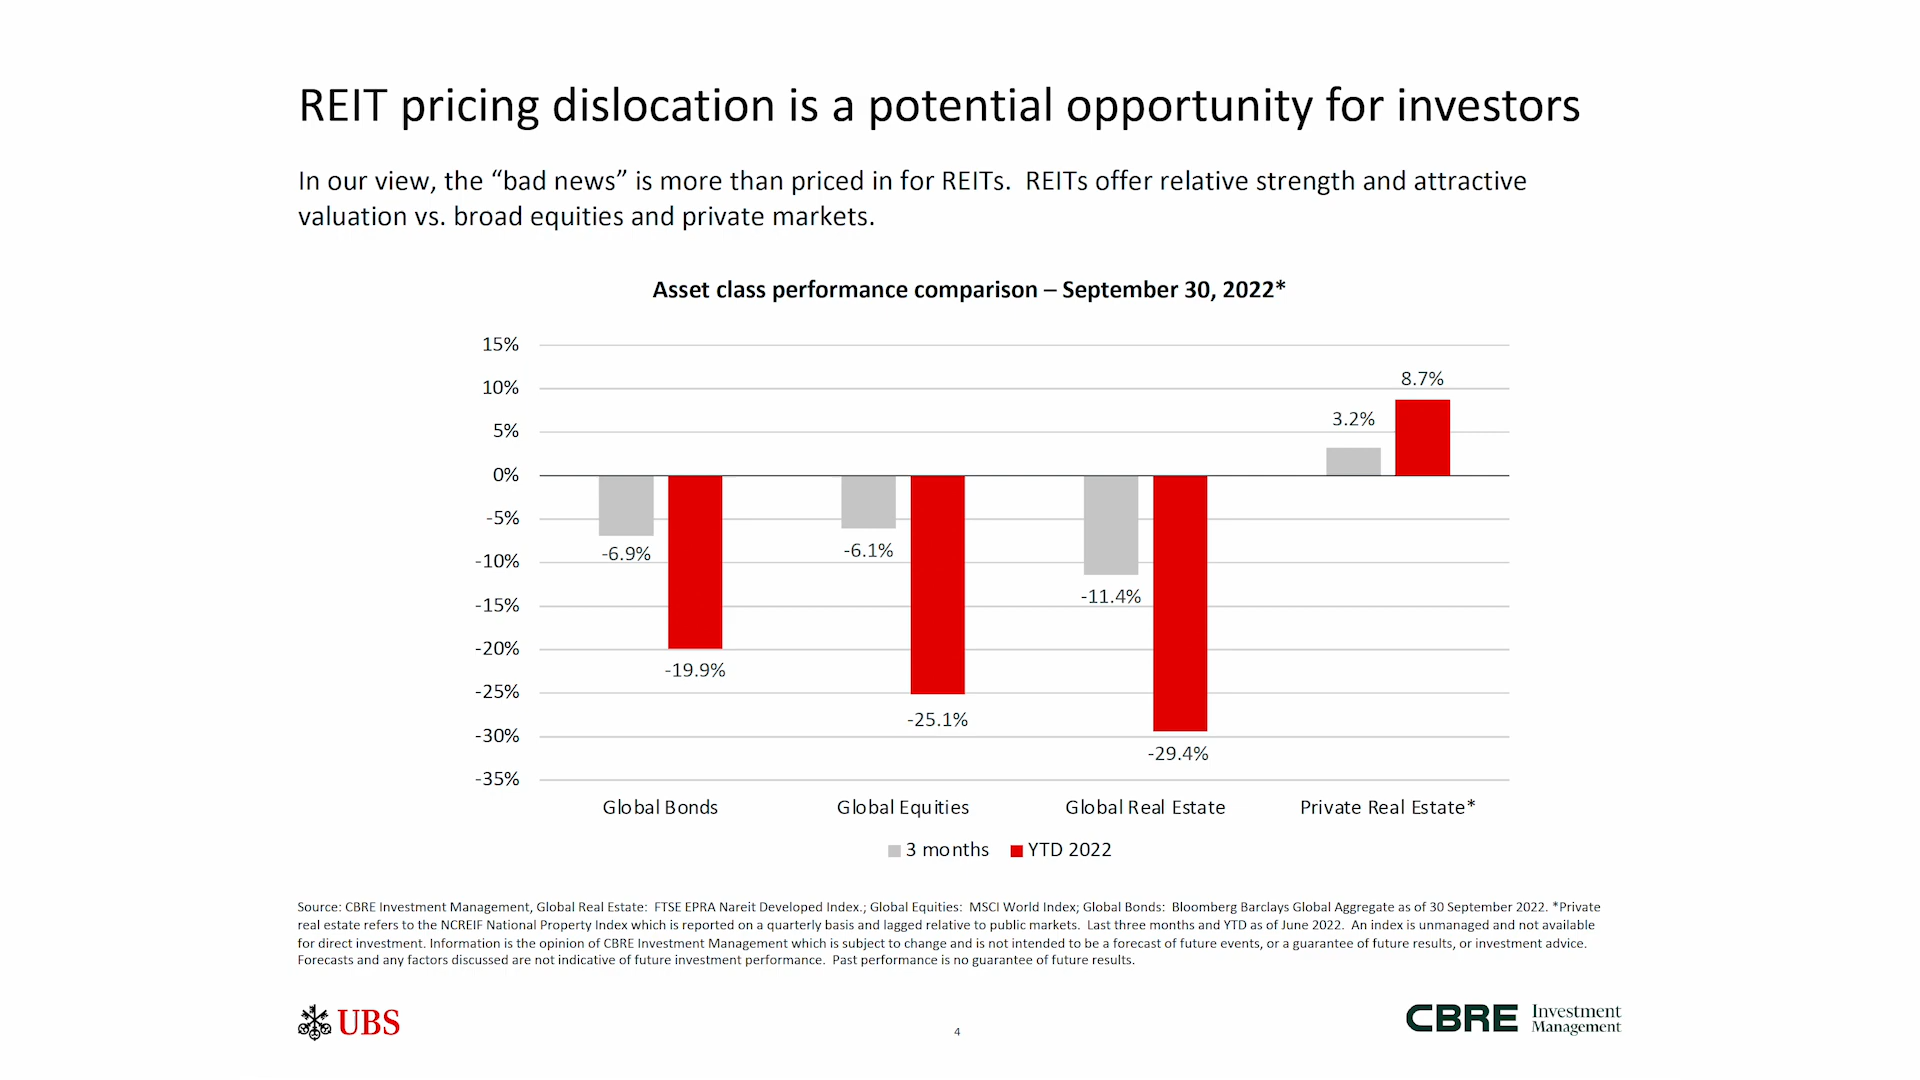 REIT pricing dislocation is a potential opportunity for investors
In our view, the “bad news” is more than priced in for REITs.  REITs offer relative strength and attractive
valuation vs. broad equities and private markets.
Asset class performance comparison – September 30, 2022*
15%
10%
5%
0%
-5%
-10%
-15%
-20%
-25%
-30%
-35%
-6.9%
-19.9%
-6.1%
-25.1%
-11.4%
-29.4%
3.2%
8.7%
Global Bonds
Global Equities
Global Real Estate
Private Real Estate*
3 months
YTD 2022
Source: CBRE Investment Management, Global Real Estate:  FTSE EPRA Nareit Developed Index.; Global Equities:  MSCI World Index; Global Bonds:  Bloomberg Barclays Global Aggregate as of 30 September 2022. *Private
real estate refers to the NCREIF National Property Index which is reported on a quarterly basis and lagged relative to public markets.  Last three months and YTD as of June 2022.  An index is unmanaged and not available
for direct investment. Information is the opinion of CBRE Investment Management which is subject to change and is not intended to be a forecast of future events, or a guarantee of future results, or investment advice.
Forecasts and any factors discussed are not indicative of future investment performance.  Past performance is no guarantee of future results.
UBS
4
CBRE Investment
Management